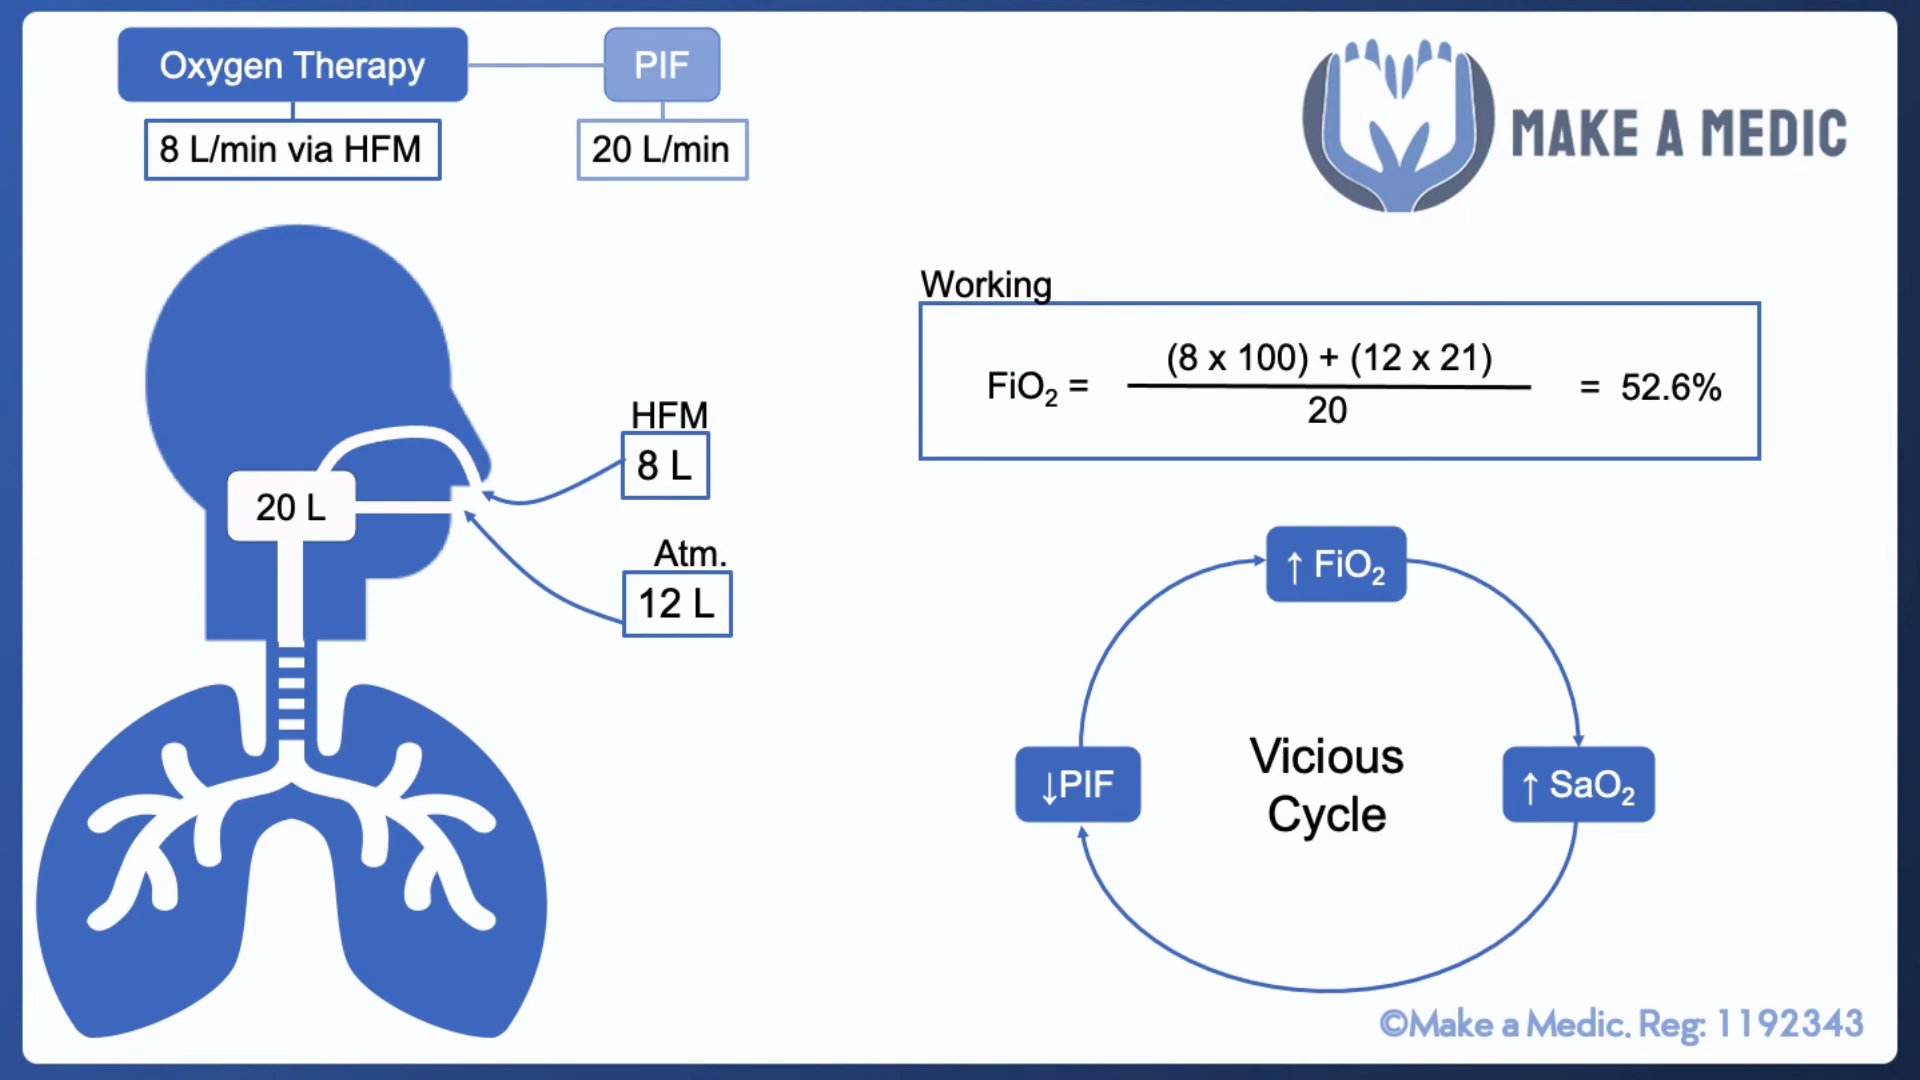 Oxygen Therapy
PIF
8 L/min via HFM
20 L/min
MAKE A MEDIC
Working
FiO₂ = (8 x 100) + (12 x 21) / 20 = 52.6%
HFM
8 L
20 L
Atm.
12 L
↑ FiO₂
Vicious
Cycle
↓PIF
↑ SaO₂
©Make a Medic. Reg: 1192343